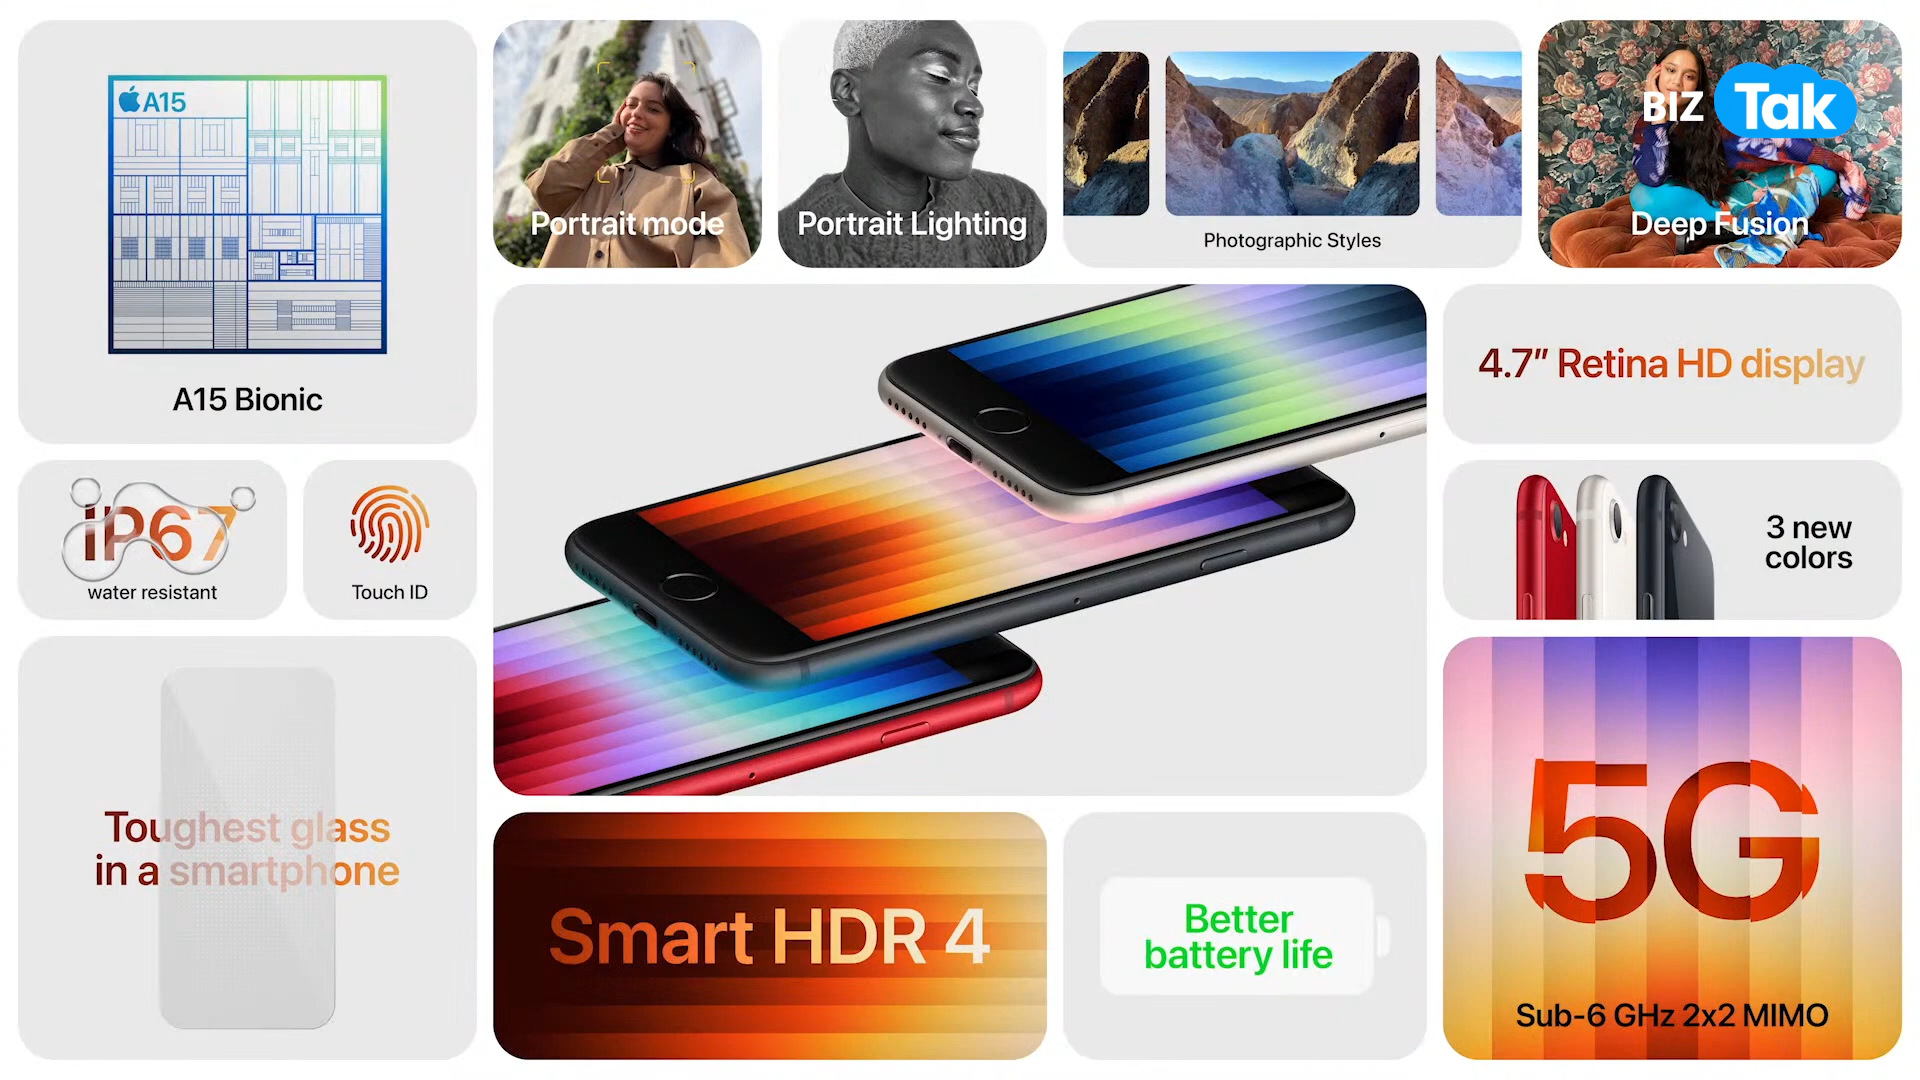 A15
A15 Bionic
Portrait mode
Portrait Lighting
Photographic Styles
BIZ Tak
Deep Fusion
4.7″ Retina HD display
IP67
water resistant
Touch ID
3 new
colors
Toughest glass
in a smartphone
Smart HDR 4
Better
battery life
5G
Sub-6 GHz 2x2 MIMO